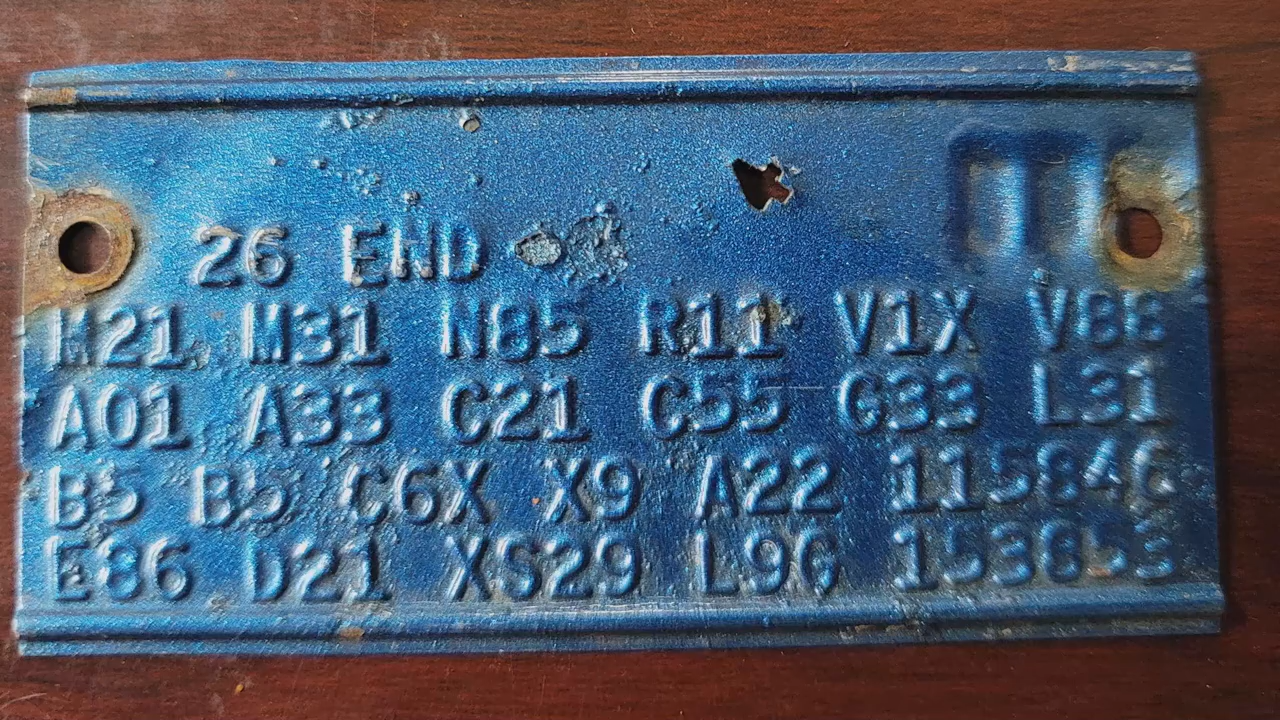 26 END
M21 M31 N85 R11 V1X V88
A01 A33 C21 C55 G33 L31
B5 B5 C6X X9 A22 115846
E86 D21 XS29 L9G 153853